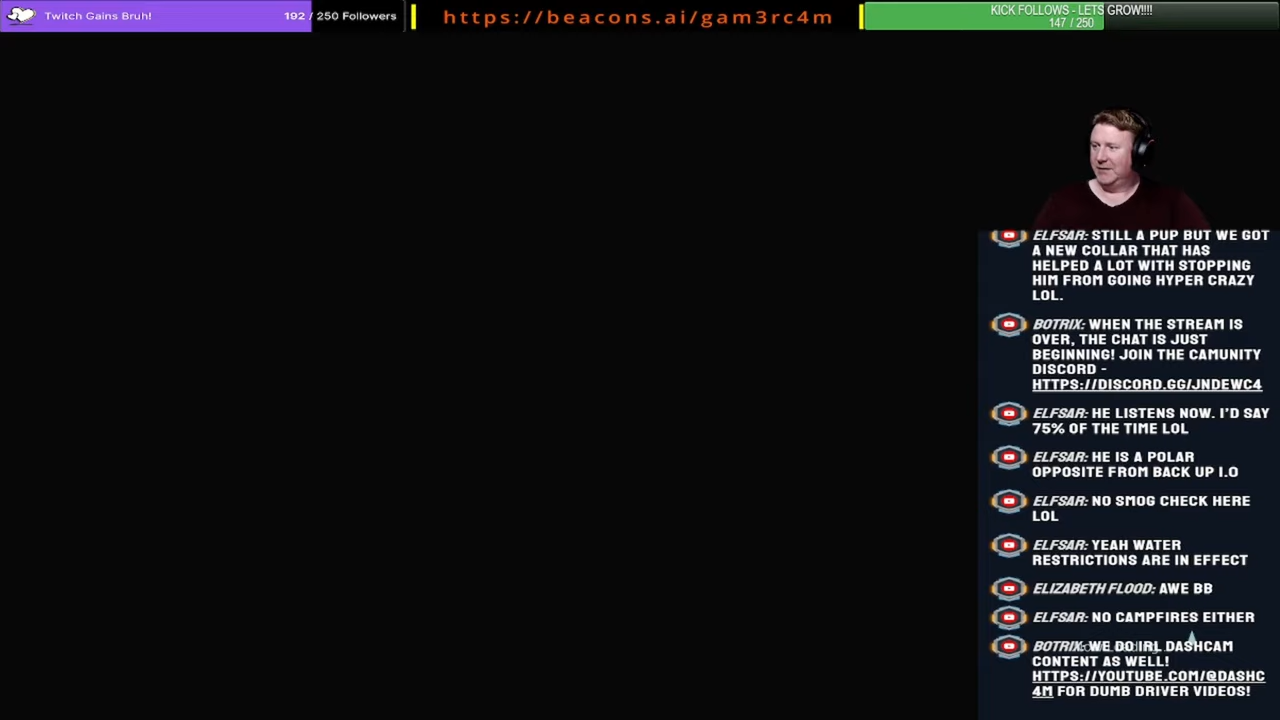 Twitch Gains Bruh!
192 / 250 Followers
https://beacons.ai/gam3rc4m
KICK FOLLOWS - LETS GROW!!!!
147 / 250
ELFSAR: STILL A PUP BUT WE GOT
A NEW COLLAR THAT HAS
HELPED A LOT WITH STOPPING
HIM FROM GOING HYPER CRAZY
LOL.
BOTRIX: WHEN THE STREAM IS
OVER, THE CHAT IS JUST
BEGINNING! JOIN THE CAMUNITY
DISCORD -
HTTPS://DISCORD.GG/JNDEWC4
ELFSAR: HE LISTENS NOW. I'D SAY
75% OF THE TIME LOL
ELFSAR: HE IS A POLAR
OPPOSITE FROM BACK UP 1.0
ELFSAR: NO SMOG CHECK HERE
LOL
ELFSAR: YEAH WATER
RESTRICTIONS ARE IN EFFECT
ELIZABETH FLOOD: AWE BB
ELFSAR: NO CAMPFIRES EITHER
BOTRIX: WE DO IRL DASHCAM
CONTENT AS WELL!
HTTPS://YOUTUBE.COM/@DASHC
4M FOR DUMB DRIVER VIDEOS!